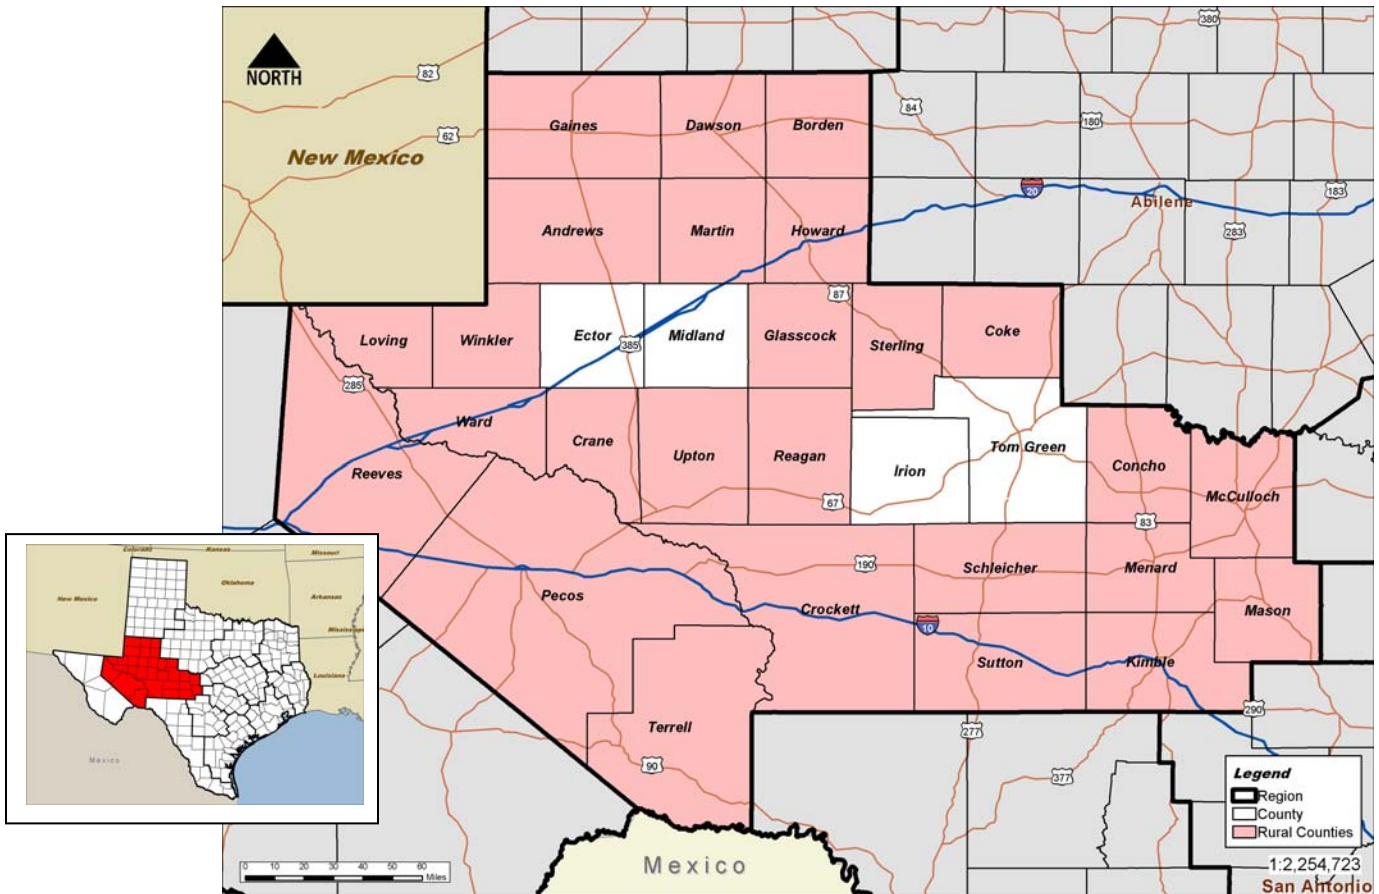 380
82
NORTH
84
180
62
Gaines
Dawson
Borden
New Mexico
20
183
Abilene
283
Andrews
Martin
Howard
87
Loving
Winkler
Ector
385
Midland
Glasscock
Sterling
Coke
285
Ward
Crane
Upton
Reagan
Irion
Tom Green
Concho
Reeves
McCulloch
67
83
190
Schleicher
Menard
Pecos
Crockett
Mason
10
Sutton
Kimble
Terrell
290
277
90
377
Legend
Region
County
Rural Counties
Mexico
0 10 20 30 40 50 60
Miles
1:2,254,723
San Antonio
Colorado
Kansas
Missouri
New Mexico
Oklahoma
Arkansas
Mississippi
Louisiana
Mexico